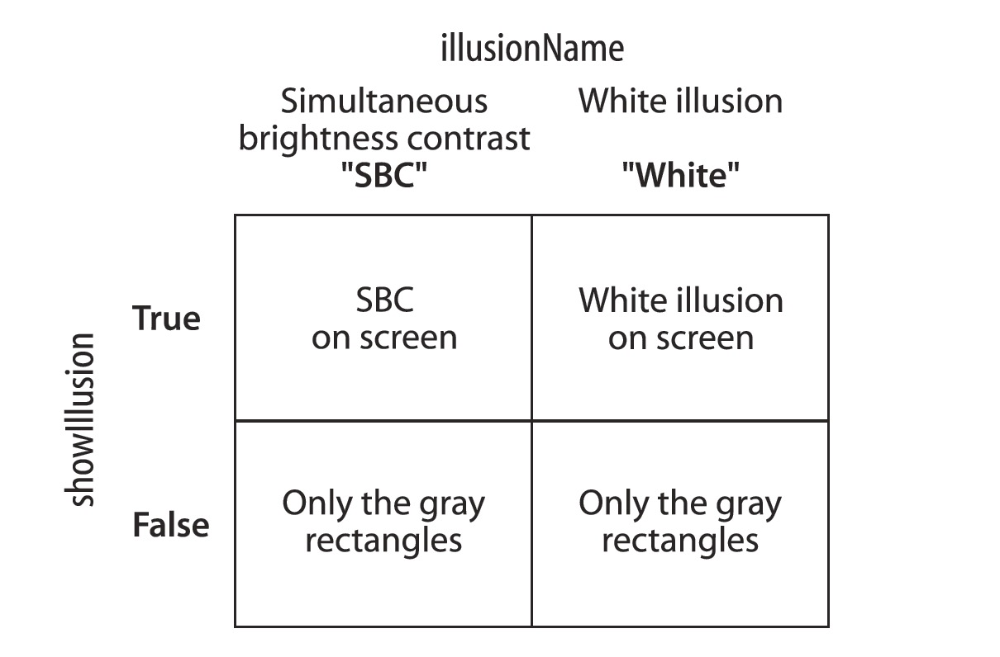 illusionName
Simultaneous
brightness contrast
"SBC"
White illusion
"White"
showIllusion
True
SBC
on screen
White illusion
on screen
False
Only the gray
rectangles
Only the gray
rectangles